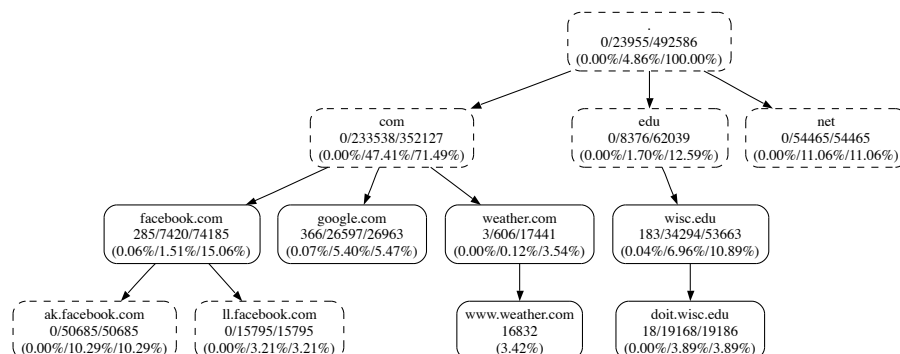 .
0/23955/492586
(0.00%/4.86%/100.00%)
com
0/233538/352127
(0.00%/47.41%/71.49%)
edu
0/8376/62039
(0.00%/1.70%/12.59%)
net
0/54465/54465
(0.00%/11.06%/11.06%)
facebook.com
285/7420/74185
(0.06%/1.51%/15.06%)
google.com
366/26597/26963
(0.07%/5.40%/5.47%)
weather.com
3/606/17441
(0.00%/0.12%/3.54%)
wisc.edu
183/34294/53663
(0.04%/6.96%/10.89%)
ak.facebook.com
0/50685/50685
(0.00%/10.29%/10.29%)
ll.facebook.com
0/15795/15795
(0.00%/3.21%/3.21%)
www.weather.com
16832
(3.42%)
doit.wisc.edu
18/19168/19186
(0.00%/3.89%/3.89%)